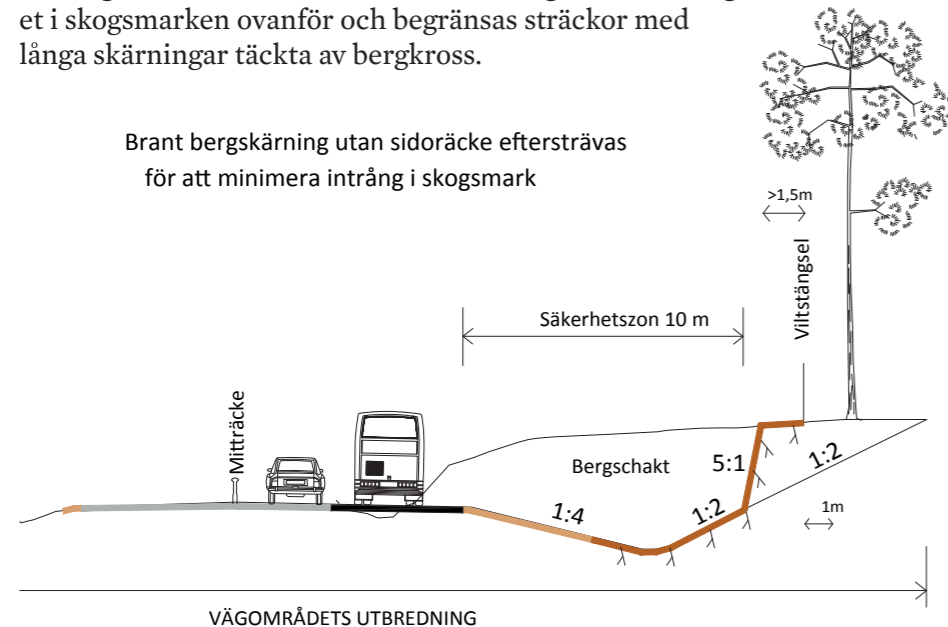 et i skogsmarken ovanför och begränsas sträckor med
långa skärningar täckta av bergkross.
Brant bergskärning utan sidoräcke eftersträvas
för att minimera intrång i skogsmark
>1,5m
Viltstängsel
Säkerhetszon 10 m
Mitträcke
Bergschakt
5:1
1:2
1:4
1:2
1m
VÄGOMRÅDETS UTBREDNING